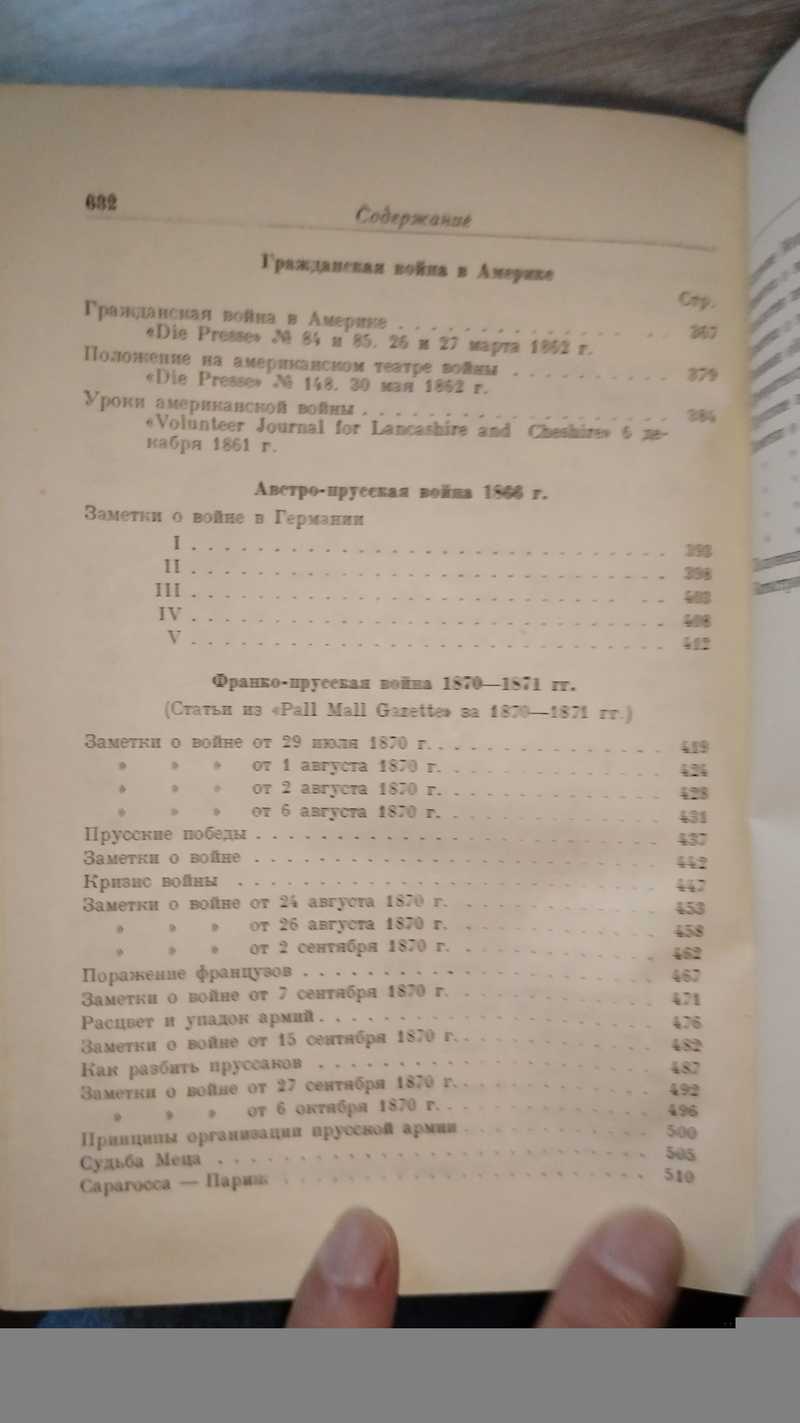 632
Содержание
Гражданская война в Америке
Стр.
Гражданская война в Америке . . . . . . . . . . . . . 367
«Die Presse» № 84 и 85. 26 и 27 марта 1862 г.
Положение на американском театре войны . . . . . . . . . . 379
«Die Presse» № 148. 30 мая 1862 г.
Уроки американской войны . . . . . . . . . . . . . . . . . 384
«Volunteer Journal for Lancashire and Cheshire» 6 де-
кабря 1861 г.
Австро-прусская война 1866 г.
Заметки о войне в Германии
I . . . . . . . . . . . . . . . . . . . . . . . . . . 393
II . . . . . . . . . . . . . . . . . . . . . . . . . . 398
III . . . . . . . . . . . . . . . . . . . . . . . . . 403
IV . . . . . . . . . . . . . . . . . . . . . . . . . . 408
V . . . . . . . . . . . . . . . . . . . . . . . . . . 412
Франко-прусская война 1870—1871 гг.
(Статьи из «Pall Mall Gazette» за 1870—1871 гг.)
Заметки о войне от 29 июля 1870 г. . . . . . . . . . . . . 419
» » » от 1 августа 1870 г. . . . . . . . . . . . . 424
» » » от 2 августа 1870 г. . . . . . . . . . . . . 428
» » » от 6 августа 1870 г. . . . . . . . . . . . . 431
Прусские победы . . . . . . . . . . . . . . . . . . . . 437
Заметки о войне . . . . . . . . . . . . . . . . . . . . 442
Кризис войны . . . . . . . . . . . . . . . . . . . . . 447
Заметки о войне от 24 августа 1870 г. . . . . . . . . . . 453
» » » от 26 августа 1870 г. . . . . . . . . . . 458
» » » от 2 сентября 1870 г. . . . . . . . . . . 462
Поражение французов . . . . . . . . . . . . . . . . . . 467
Заметки о войне от 7 сентября 1870 г. . . . . . . . . . . 471
Расцвет и упадок армий . . . . . . . . . . . . . . . . . 476
Заметки о войне от 15 сентября 1870 г. . . . . . . . . . . 482
Как разбить пруссаков . . . . . . . . . . . . . . . . . 487
Заметки о войне от 27 сентября 1870 г. . . . . . . . . . . 492
» » » от 6 октября 1870 г. . . . . . . . . . . . 496
Принципы организации прусской армии . . . . . . . . . . 500
Судьба Меца . . . . . . . . . . . . . . . . . . . . . . 505
Сарагосса — Париж . . . . . . . . . . . . . . . . . . . 510